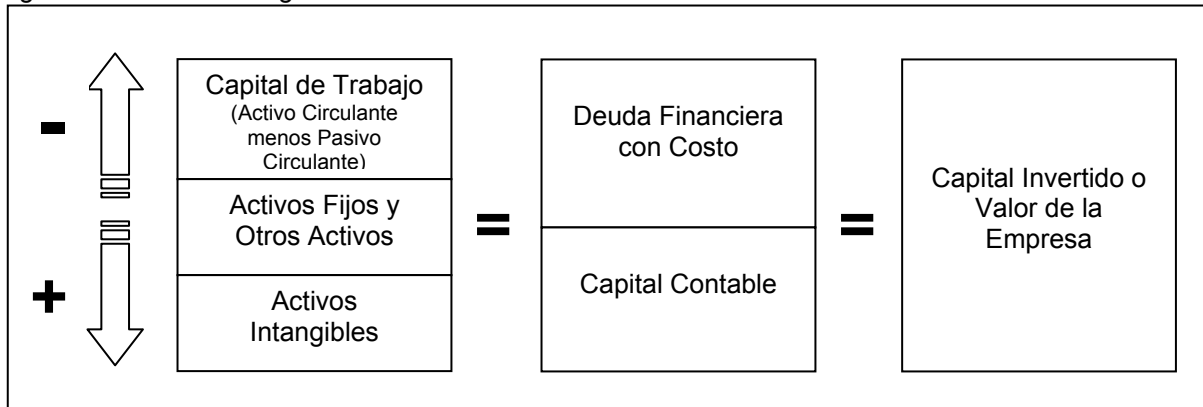 -
+
Capital de Trabajo
(Activo Circulante
menos Pasivo
Circulante)
Activos Fijos y
Otros Activos
Activos
Intangibles
=
Deuda Financiera
con Costo
Capital Contable
=
Capital Invertido o
Valor de la
Empresa